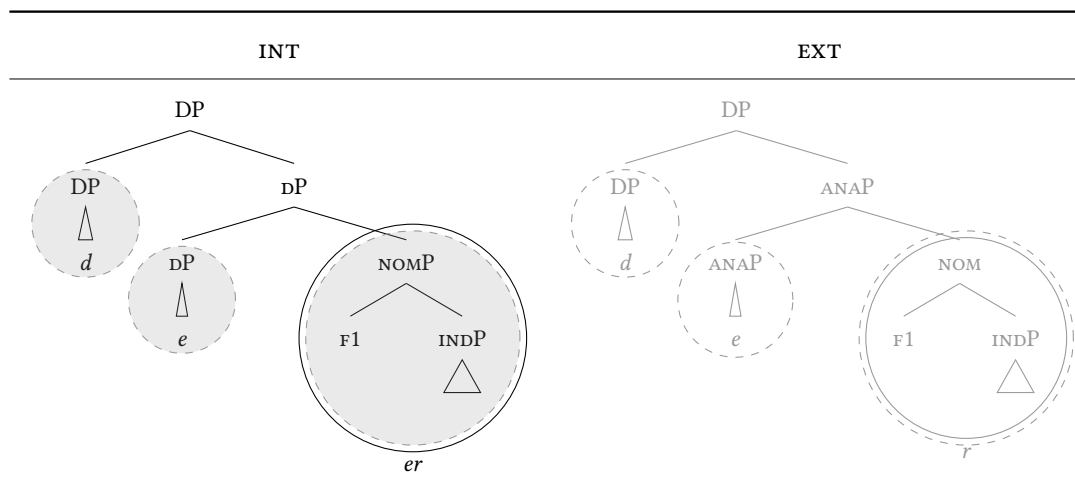 INT EXT
DP DP
DP DP DP ANAP
d DP NOMP d ANAP NOM
e F1 INDP e F1 INDP
er r